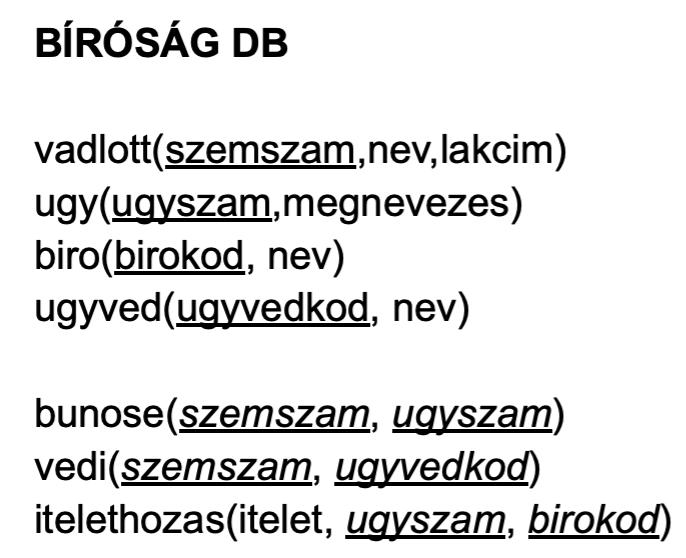 BÍRÓSÁG DB
vadlott(szemszam,nev,lakcim)
ugy(ugyszam,megnevezes)
biro(birokod, nev)
ugyved(ugyvedkod, nev)
bunose(szemszam, ugyszam)
vedi(szemszam, ugyvedkod)
itelethozas(itelet, ugyszam, birokod)